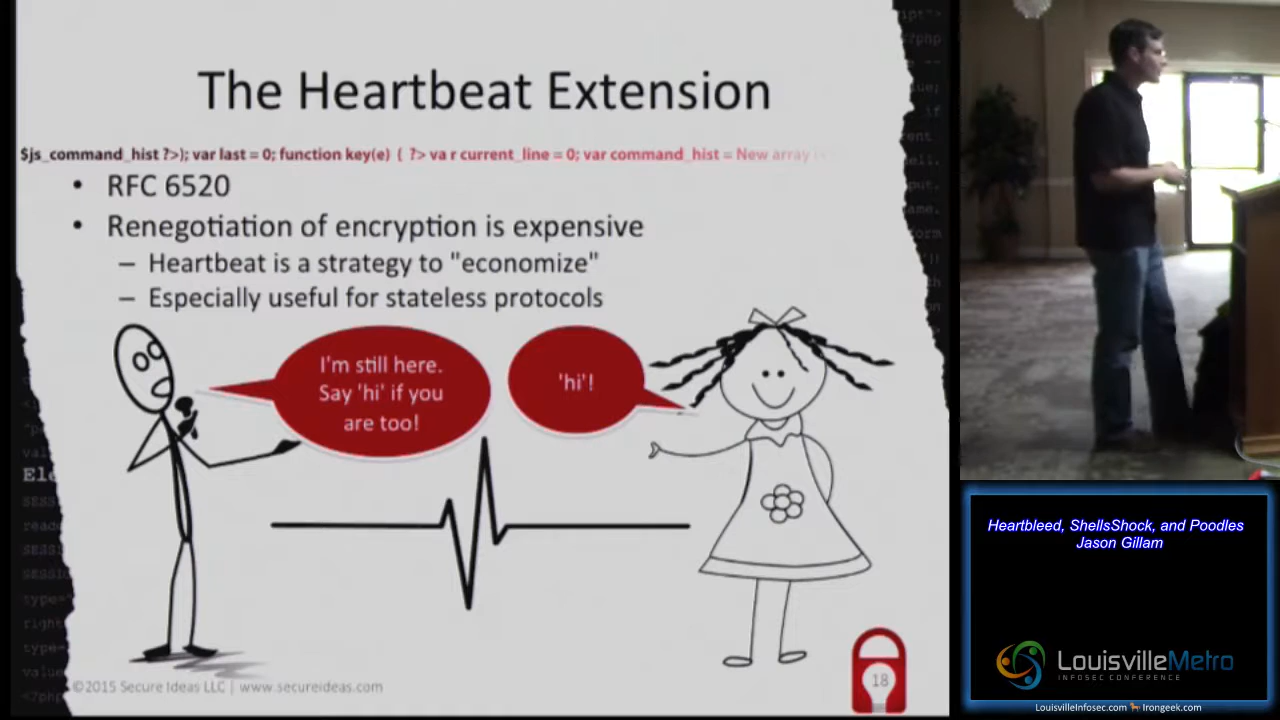 The Heartbeat Extension
$js_command_hist ?>); var last = 0; function key(e) { ?> va r current_line = 0; var command_hist = New array
• RFC 6520
• Renegotiation of encryption is expensive
– Heartbeat is a strategy to "economize"
– Especially useful for stateless protocols
I'm still here.
Say 'hi' if you
are too!
'hi'!
©2015 Secure Ideas LLC | www.secureideas.com
18
Heartbleed, ShellsShock, and Poodles
Jason Gillam
LouisvilleMetro
INFOSEC CONFERENCE
LouisvilleInfosec.com Irongeek.com